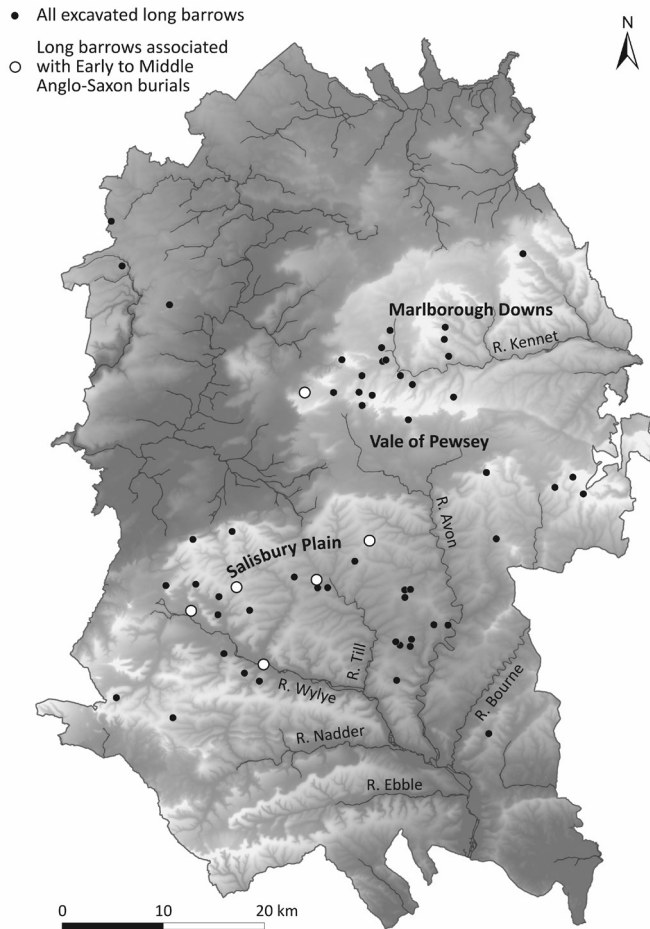 All excavated long barrows
Long barrows associated
with Early to Middle
Anglo-Saxon burials
N
Marlborough Downs
R. Kennet
Vale of Pewsey
R. Avon
Salisbury Plain
R. Till
R. Wylye
R. Bourne
R. Nadder
R. Ebble
0 10 20 km